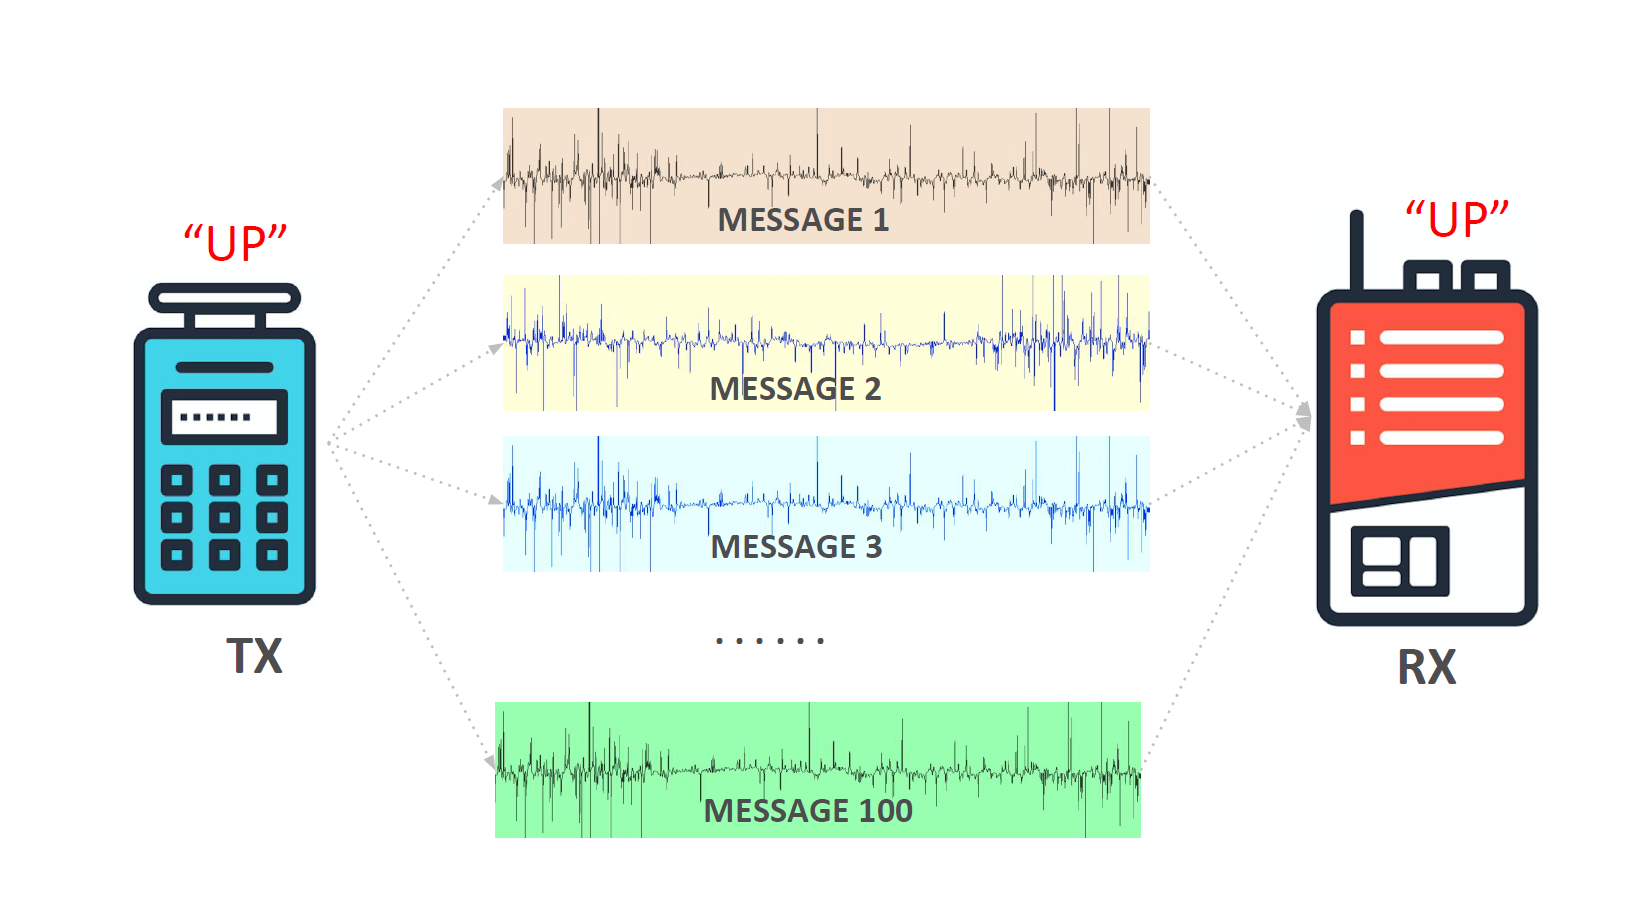 “UP”
TX
MESSAGE 1
MESSAGE 2
MESSAGE 3
......
MESSAGE 100
“UP”
RX